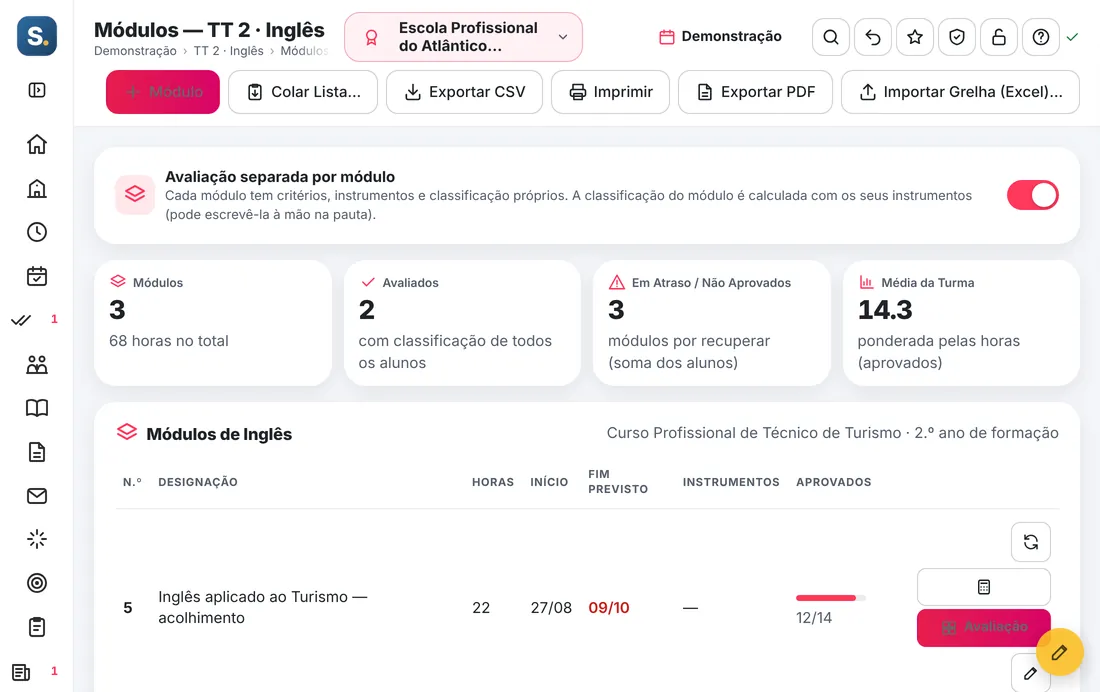 S.
Módulos — TT 2 · Inglês
Demonstração › TT 2 · Inglês › Módulos
Escola Profissional
do Atlântico...
Demonstração
+ Módulo
Colar Lista...
Exportar CSV
Imprimir
Exportar PDF
Importar Grelha (Excel)...
Avaliação separada por módulo
Cada módulo tem critérios, instrumentos e classificação próprios. A classificação do módulo é calculada com os seus instrumentos
(pode escrevê-la à mão na pauta).
Módulos
3
68 horas no total
Avaliados
2
com classificação de todos
os alunos
Em Atraso / Não Aprovados
3
módulos por recuperar
(soma dos alunos)
Média da Turma
14.3
ponderada pelas horas
(aprovados)
1
Módulos de Inglês
Curso Profissional de Técnico de Turismo · 2.º ano de formação
N.º DESIGNAÇÃO HORAS INÍCIO FIM PREVISTO INSTRUMENTOS APROVADOS
5 Inglês aplicado ao Turismo —
acolhimento
22 27/08 09/10 — 12/14
Avaliação
1